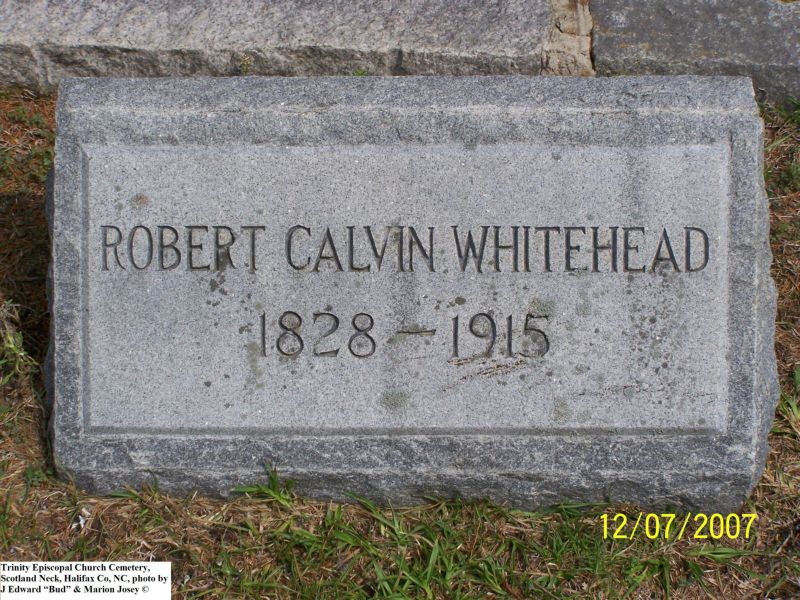 ROBERT CALVIN WHITEHEAD
1828 – 1915
12/07/2007
Trinity Episcopal Church Cemetery,
Scotland Neck, Halifax Co, NC, photo by
J Edward “Bud” & Marion Josey ©